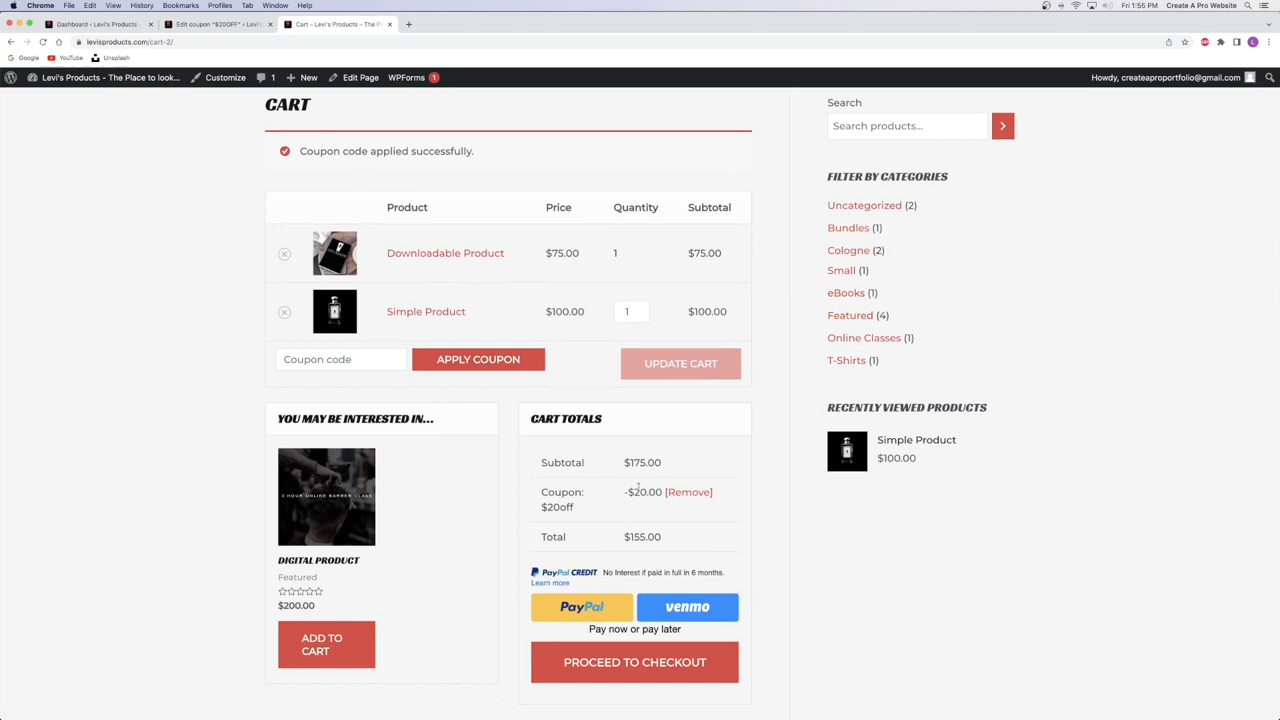 Chrome File Edit View History Bookmarks Profiles Tab Window Help Fri 1:55 PM Create A Pro Website
Dashboard ‹ Levi's Products - Edit coupon "$20OFF" ‹ Levi's Cart – Levi's Products – The Pl
levisproducts.com/cart-2/
Google YouTube Unsplash
Levi's Products - The Place to look... Customize 1 New Edit Page WPForms 1 Howdy, createaproportfolio@gmail.com
CART
Coupon code applied successfully.
Product Price Quantity Subtotal
Downloadable Product $75.00 1 $75.00
Simple Product $100.00 1 $100.00
Coupon code APPLY COUPON UPDATE CART
YOU MAY BE INTERESTED IN...
3 HOUR ONLINE BARBER CLASS
DIGITAL PRODUCT
Featured
$200.00
ADD TO
CART
CART TOTALS
Subtotal $175.00
Coupon: -$20.00 [Remove]
$20off
Total $155.00
PayPal CREDIT No Interest if paid in full in 6 months.
Learn more
PayPal venmo
Pay now or pay later
PROCEED TO CHECKOUT
Search
Search products...
FILTER BY CATEGORIES
Uncategorized (2)
Bundles (1)
Cologne (2)
Small (1)
eBooks (1)
Featured (4)
Online Classes (1)
T-Shirts (1)
RECENTLY VIEWED PRODUCTS
Simple Product
$100.00